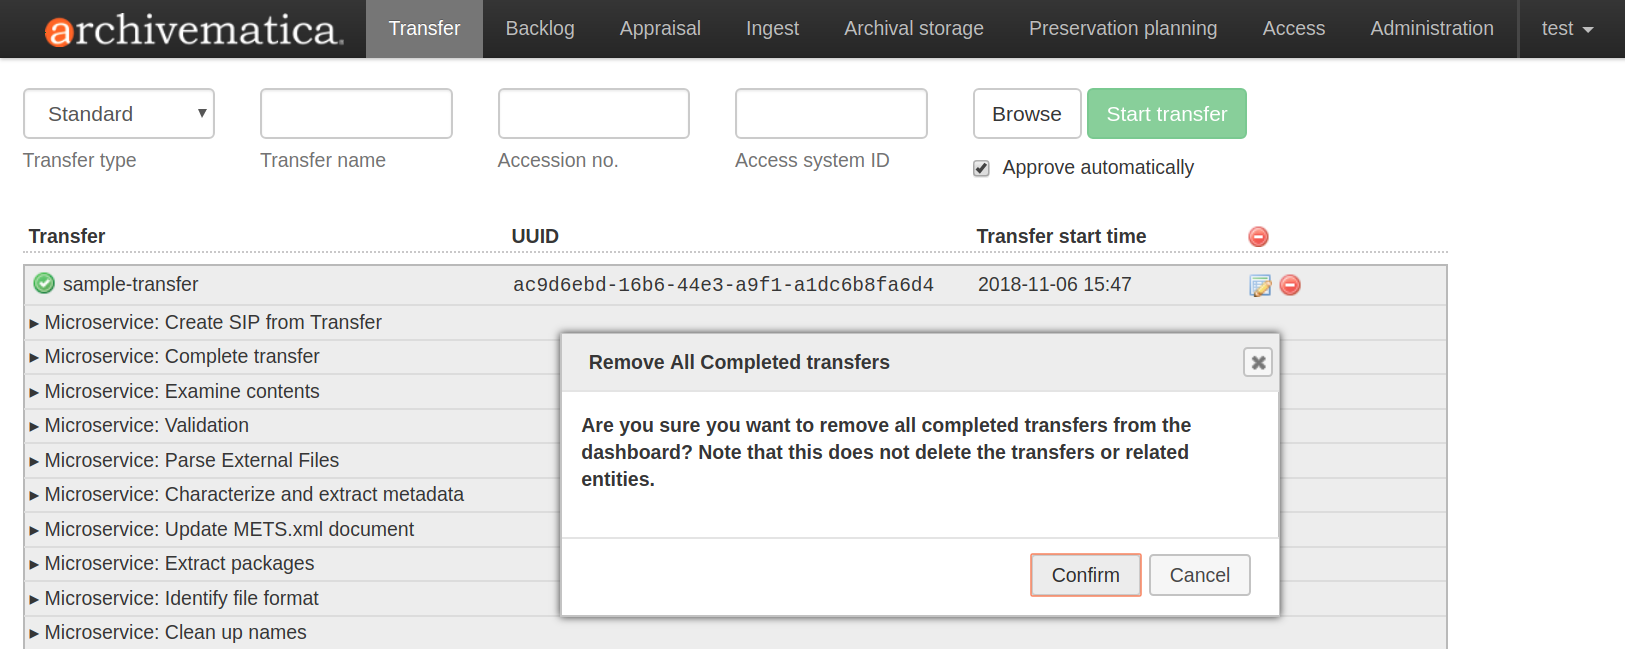 archivematica. Transfer Backlog Appraisal Ingest Archival storage Preservation planning Access Administration test
Standard Browse Start transfer
Transfer type Transfer name Accession no. Access system ID Approve automatically
Transfer UUID Transfer start time
sample-transfer ac9d6ebd-16b6-44e3-a9f1-a1dc6b8fa6d4 2018-11-06 15:47
Microservice: Create SIP from Transfer
Microservice: Complete transfer
Microservice: Examine contents
Microservice: Validation
Microservice: Parse External Files
Microservice: Characterize and extract metadata
Microservice: Update METS.xml document
Microservice: Extract packages
Microservice: Identify file format
Microservice: Clean up names
Remove All Completed transfers
Are you sure you want to remove all completed transfers from the
dashboard? Note that this does not delete the transfers or related
entities.
Confirm Cancel